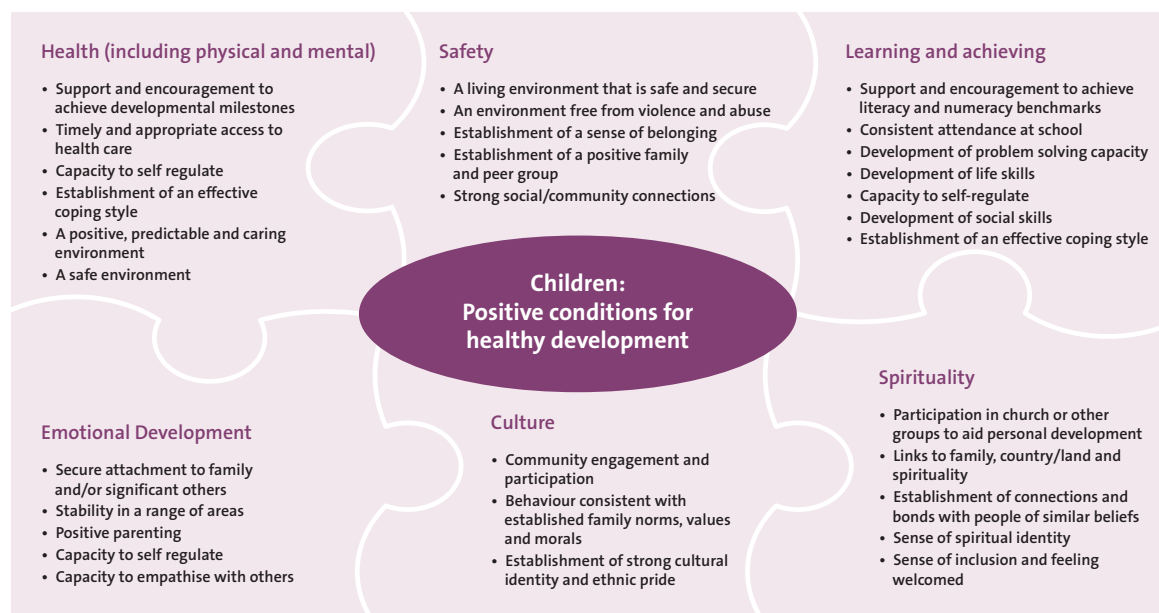 Health (including physical and mental)
• Support and encouragement to
achieve developmental milestones
• Timely and appropriate access to
health care
• Capacity to self regulate
• Establishment of an effective
coping style
• A positive, predictable and caring
environment
• A safe environment
Safety
• A living environment that is safe and secure
• An environment free from violence and abuse
• Establishment of a sense of belonging
• Establishment of a positive family
and peer group
• Strong social/community connections
Learning and achieving
• Support and encouragement to achieve
literacy and numeracy benchmarks
• Consistent attendance at school
• Development of problem solving capacity
• Development of life skills
• Capacity to self-regulate
• Development of social skills
• Establishment of an effective coping style
Children:
Positive conditions for
healthy development
Emotional Development
• Secure attachment to family
and/or significant others
• Stability in a range of areas
• Positive parenting
• Capacity to self regulate
• Capacity to empathise with others
Culture
• Community engagement and
participation
• Behaviour consistent with
established family norms, values
and morals
• Establishment of strong cultural
identity and ethnic pride
Spirituality
• Participation in church or other
groups to aid personal development
• Links to family, country/land and
spirituality
• Establishment of connections and
bonds with people of similar beliefs
• Sense of spiritual identity
• Sense of inclusion and feeling
welcomed